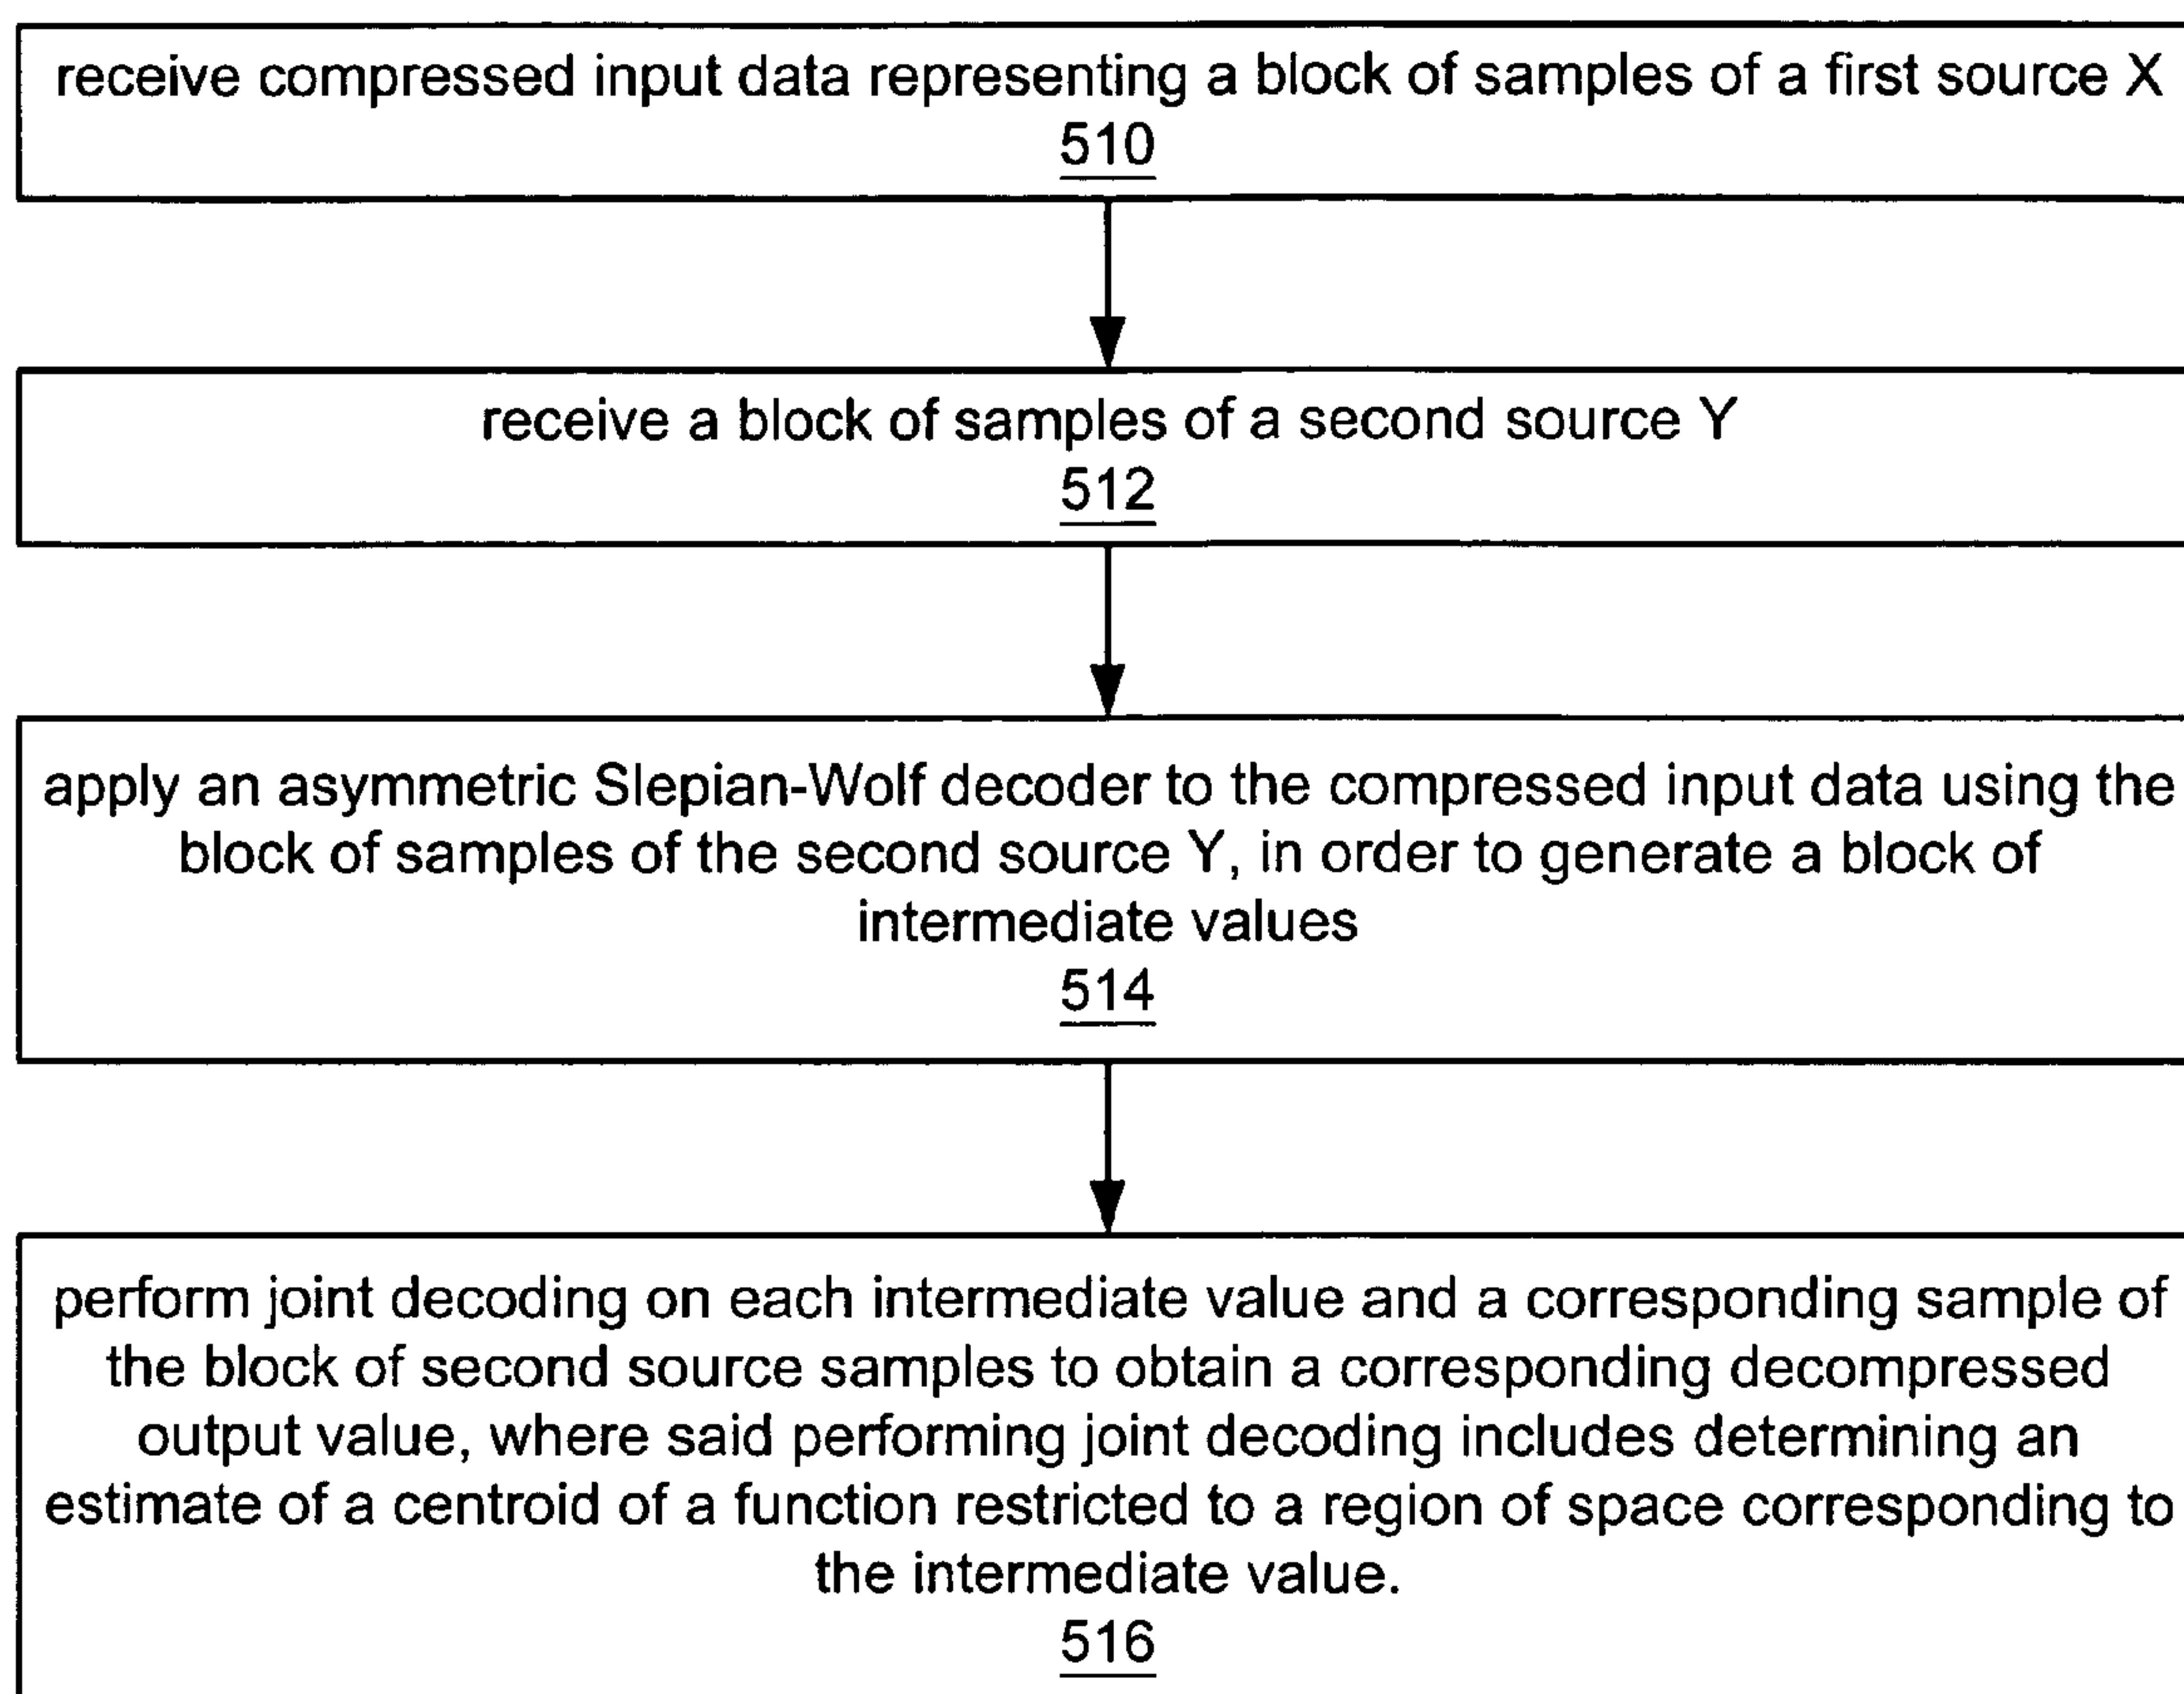 receive compressed input data representing a block of samples of a first source X
510
receive a block of samples of a second source Y
512
apply an asymmetric Slepian-Wolf decoder to the compressed input data using the
block of samples of the second source Y, in order to generate a block of
intermediate values
514
perform joint decoding on each intermediate value and a corresponding sample of
the block of second source samples to obtain a corresponding decompressed
output value, where said performing joint decoding includes determining an
estimate of a centroid of a function restricted to a region of space corresponding to
the intermediate value.
516